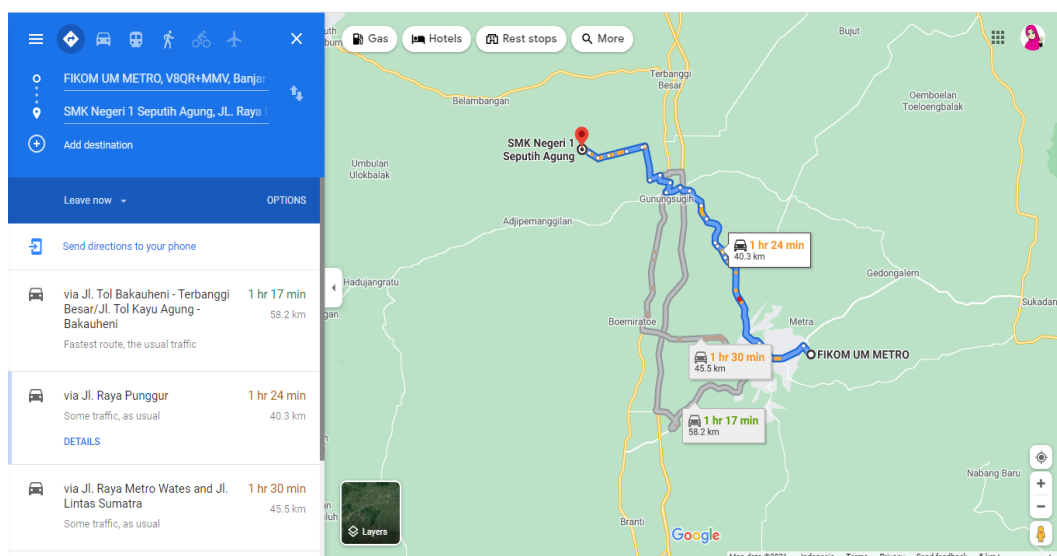 FIKOM UM METRO, V8QR+MMV, Banjar
SMK Negeri 1 Seputih Agung, JL. Raya
Add destination
Leave now
OPTIONS
Send directions to your phone
via Jl. Tol Bakauheni - Terbanggi 1 hr 17 min
Besar/Jl. Tol Kayu Agung - 58.2 km
Bakauheni
Fastest route, the usual traffic
via Jl. Raya Punggur 1 hr 24 min
Some traffic, as usual 40.3 km
DETAILS
via Jl. Raya Metro Wates and Jl. 1 hr 30 min
Lintas Sumatra 45.5 km
Some traffic, as usual
Gas
Hotels
Rest stops
More
Bujut
Terbanggi
Besar
Belambangan
Oemboelan
Toeloengbalak
SMK Negeri 1
Seputih Agung
Umbulan
Ulokbalak
Gunungsugih
Adjipemanggilan
1 hr 24 min
40.3 km
Gedongalem
Hadujangratu
Sukadan
Boemiratoe
Metra
FIKOM UM METRO
1 hr 30 min
45.5 km
1 hr 17 min
58.2 km
Nabang Baru
Layers
Branti
Google